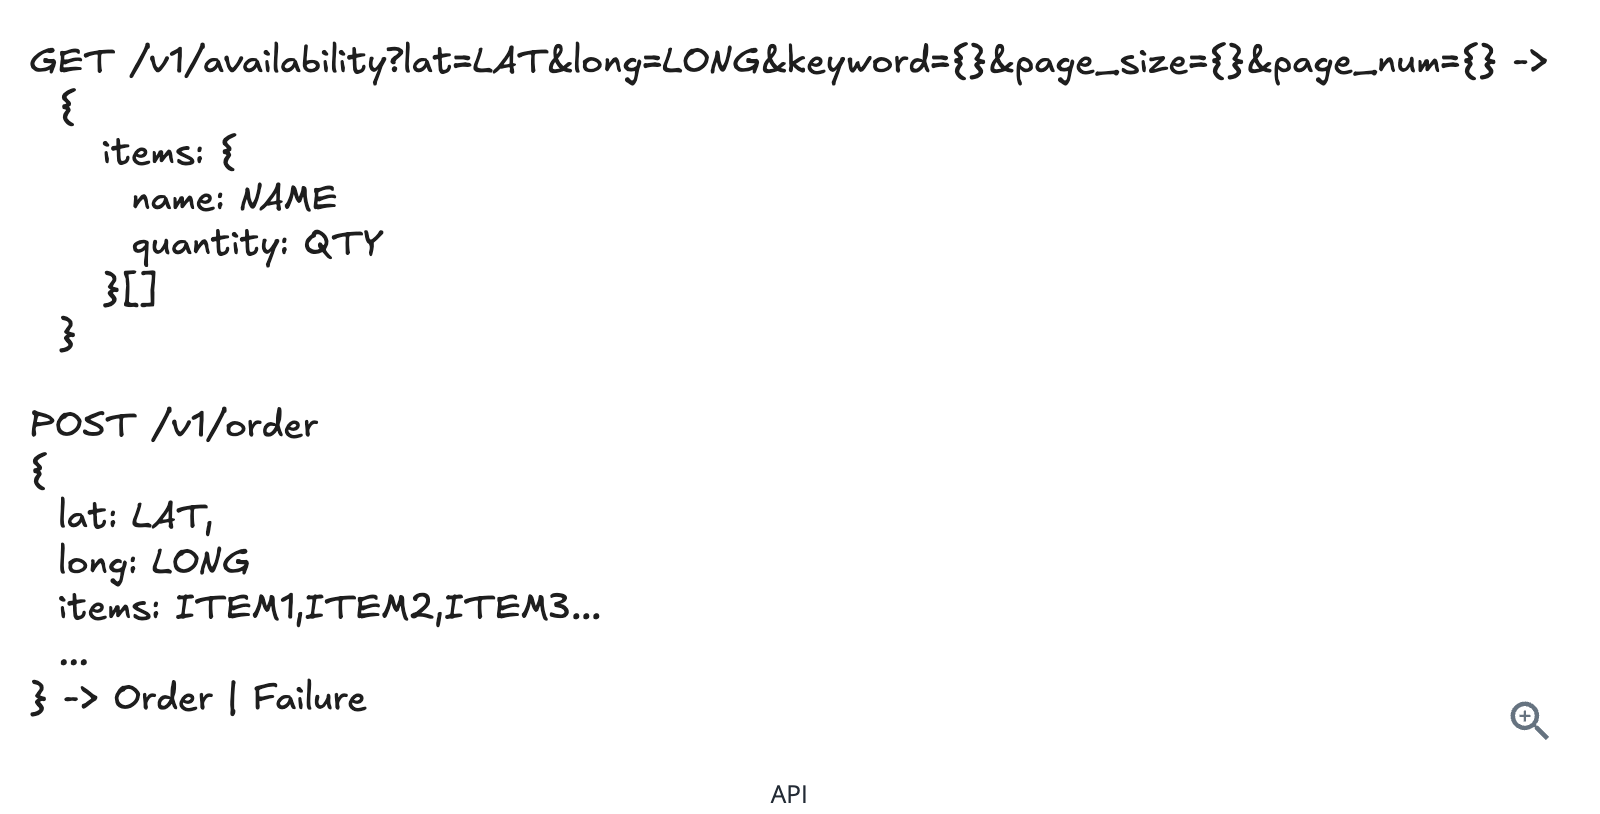 GET /v1/availability?lat=LAT&long=LONG&keyword={}&page_size={}&page_num={} ->
{
items: {
name: NAME
quantity: QTY
}[]
}
POST /v1/order
{
lat: LAT,
long: LONG
items: ITEM1,ITEM2,ITEM3...
...
} -> Order | Failure
API